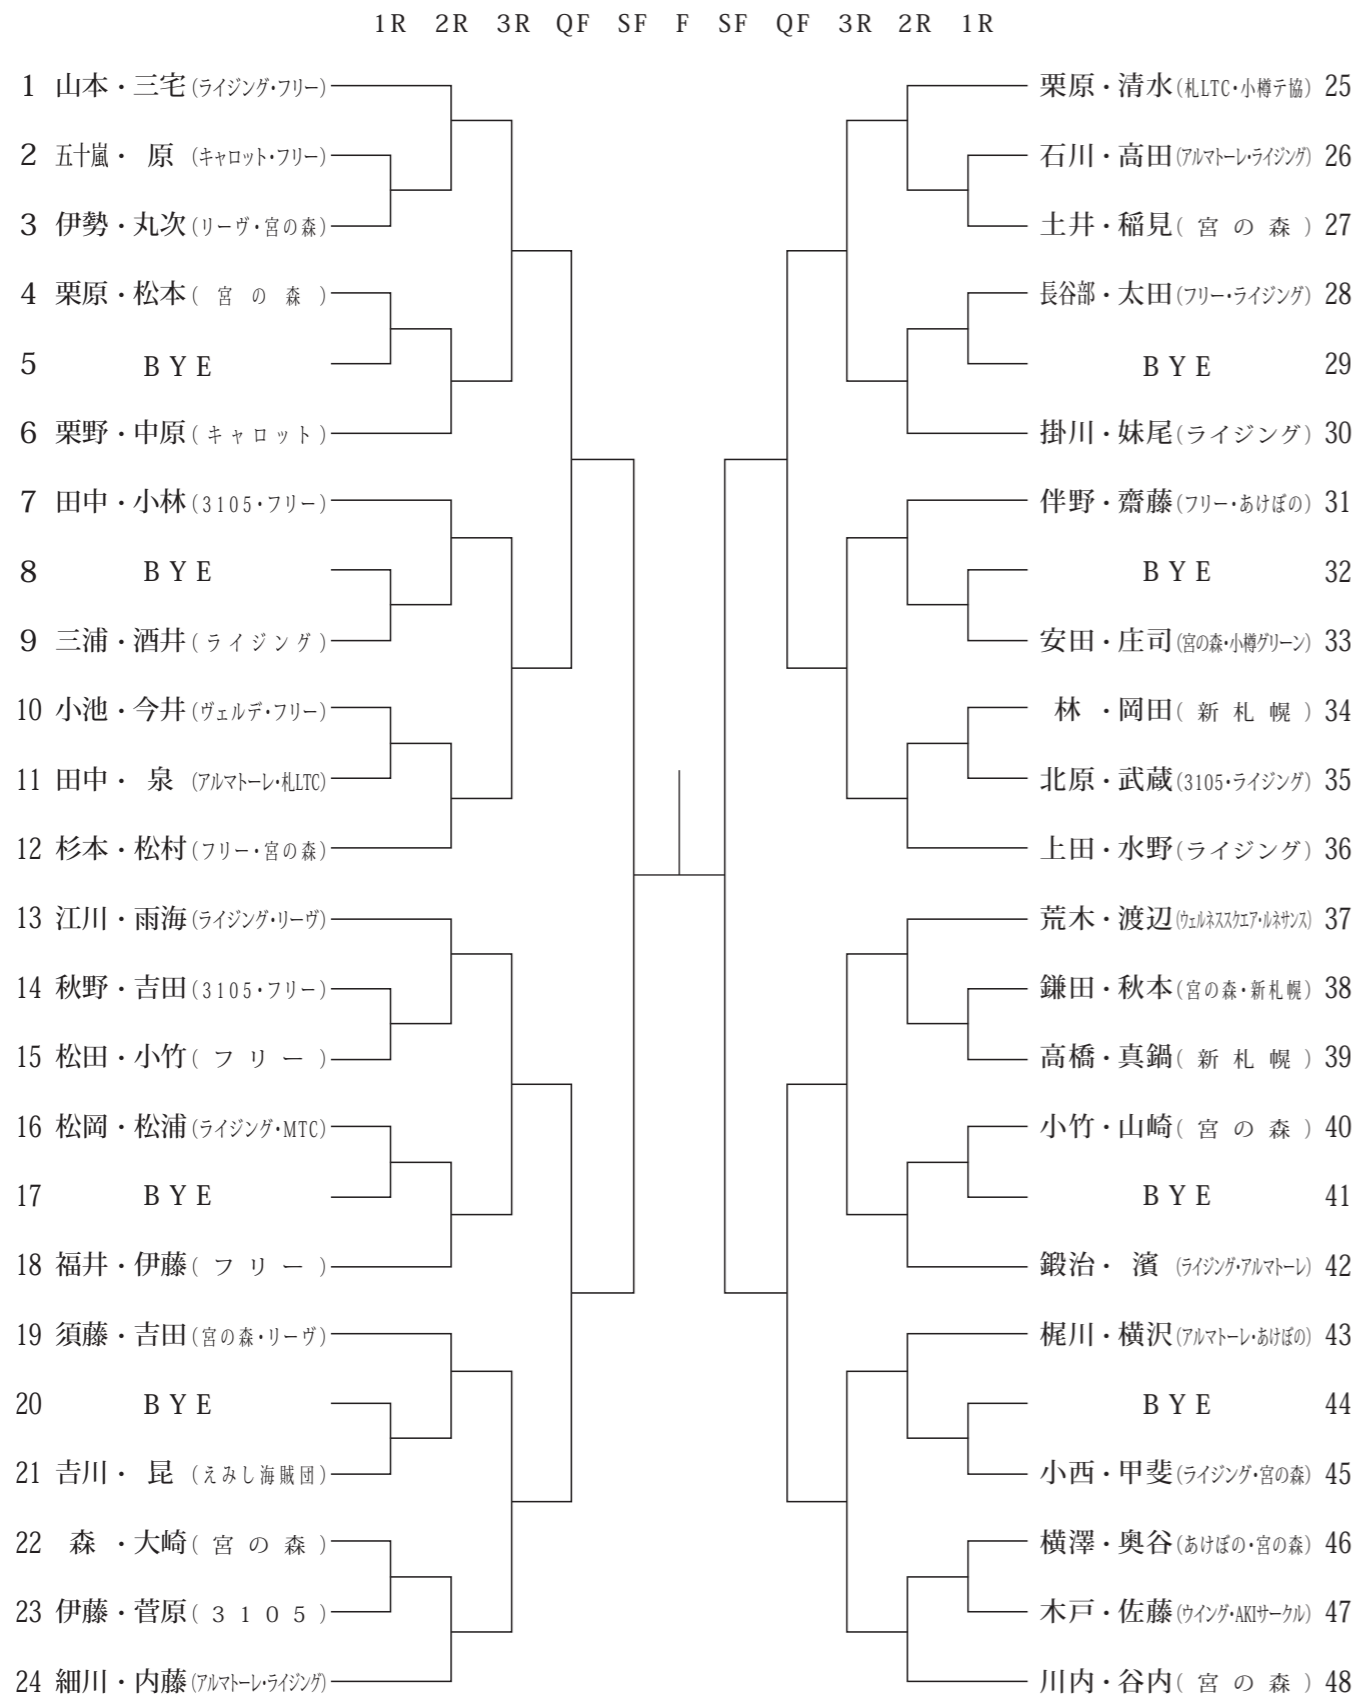 1R 2R 3R QF SF F SF QF 3R 2R 1R
1 山本・三宅(ライジング・フリー)
2 五十嵐・原(キャロット・フリー)
3 伊勢・丸次(リーヴ・宮の森)
4 栗原・松本(宮の森)
5 BYE
6 栗野・中原(キャロット)
7 田中・小林(3105・フリー)
8 BYE
9 三浦・酒井(ライジング)
10 小池・今井(ヴェルデ・フリー)
11 田中・泉(アルマトーレ・札LTC)
12 杉本・松村(フリー・宮の森)
13 江川・雨海(ライジング・リーヴ)
14 秋野・吉田(3105・フリー)
15 松田・小竹(フリー)
16 松岡・松浦(ライジング・MTC)
17 BYE
18 福井・伊藤(フリー)
19 須藤・吉田(宮の森・リーヴ)
20 BYE
21 吉川・昆(えみし海賊団)
22 森・大崎(宮の森)
23 伊藤・菅原(3105)
24 細川・内藤(アルマトーレ・ライジング)
栗原・清水(札LTC・小樽テ協) 25
石川・高田(アルマトーレ・ライジング) 26
土井・稲見(宮の森) 27
長谷部・太田(フリー・ライジング) 28
BYE 29
掛川・妹尾(ライジング) 30
伴野・齋藤(フリー・あけぼの) 31
BYE 32
安田・庄司(宮の森・小樽グリーン) 33
林・岡田(新札幌) 34
北原・武蔵(3105・ライジング) 35
上田・水野(ライジング) 36
荒木・渡辺(ウェルネススクエア・ルネサンス) 37
鎌田・秋本(宮の森・新札幌) 38
高橋・真鍋(新札幌) 39
小竹・山崎(宮の森) 40
BYE 41
鍛治・濱(ライジング・アルマトーレ) 42
梶川・横沢(アルマトーレ・あけぼの) 43
BYE 44
小西・甲斐(ライジング・宮の森) 45
横澤・奥谷(あけぼの・宮の森) 46
木戸・佐藤(ウイング・AKIサークル) 47
川内・谷内(宮の森) 48